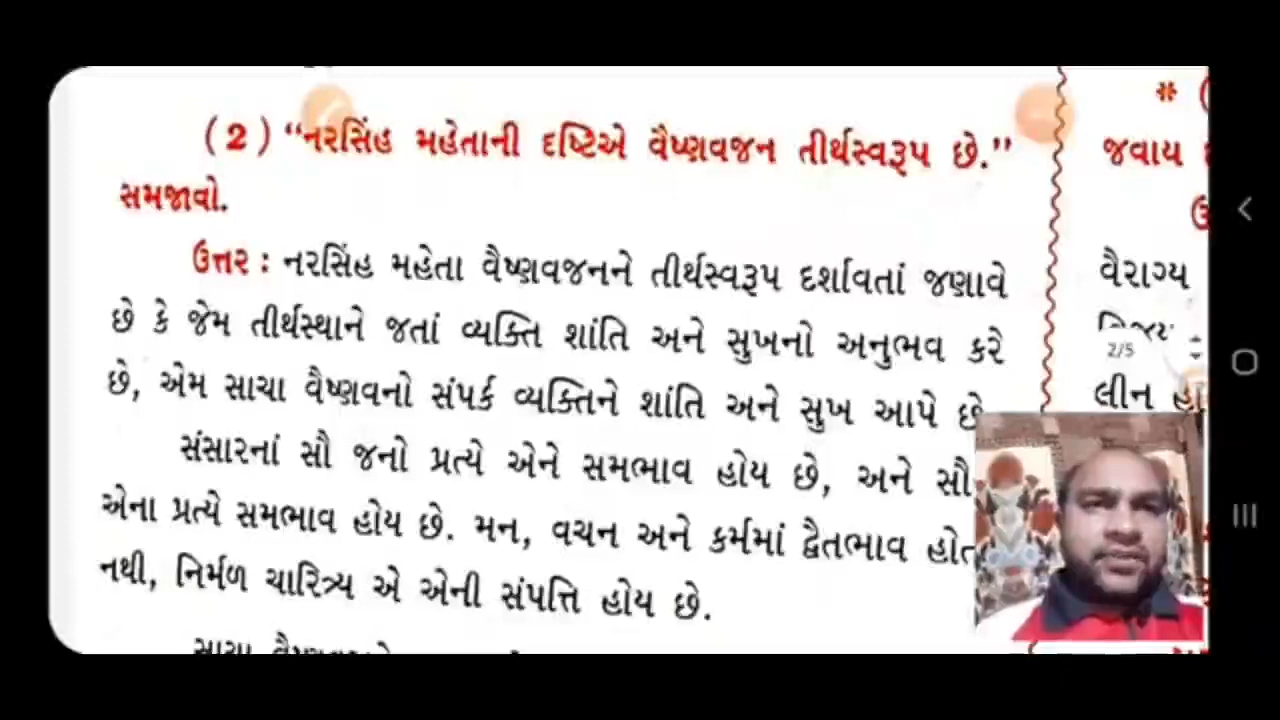 (2) “નરસિંહ મહેતાની દૃષ્ટિએ વૈષ્ણવજન તીર્થસ્વરૂપ છે.”
સમજાવો.
ઉત્તર : નરસિંહ મહેતા વૈષ્ણવજનને તીર્થસ્વરૂપ દર્શાવતાં જણાવે
છે કે જેમ તીર્થસ્થાને જતાં વ્યક્તિ શાંતિ અને સુખનો અનુભવ કરે
છે, એમ સાચા વૈષ્ણવનો સંપર્ક વ્યક્તિને શાંતિ અને સુખ આપે છે
સંસારનાં સૌ જનો પ્રત્યે એને સમભાવ હોય છે, અને સૌ
એના પ્રત્યે સમભાવ હોય છે. મન, વચન અને કર્મમાં દ્વૈતભાવ
નથી, નિર્મળ ચારિત્ર્ય એ એની સંપત્તિ હોય છે.
જવાય
વૈરાગ્ય
2/5
લીન